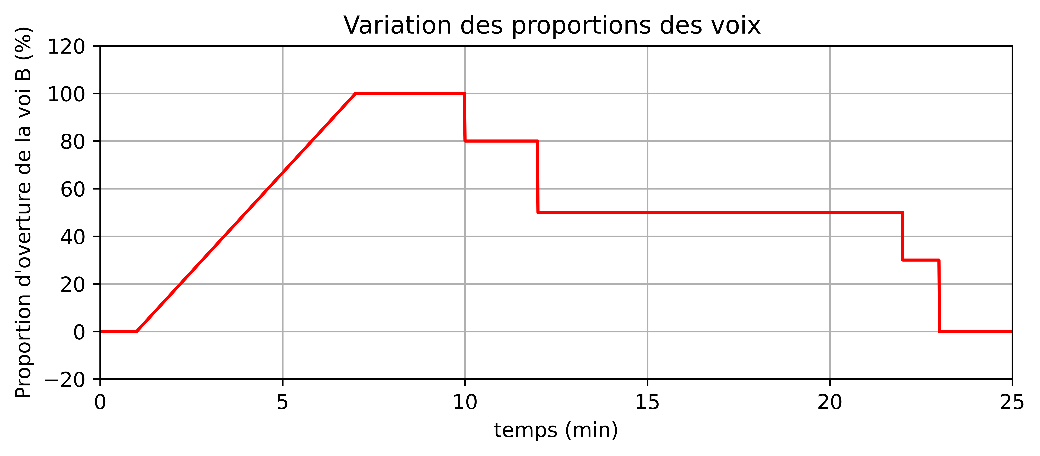 Variation des proportions des voix
Proportion d'overture de la voi B (%)
120
100
80
60
40
20
0
−20
0 5 10 15 20 25
temps (min)